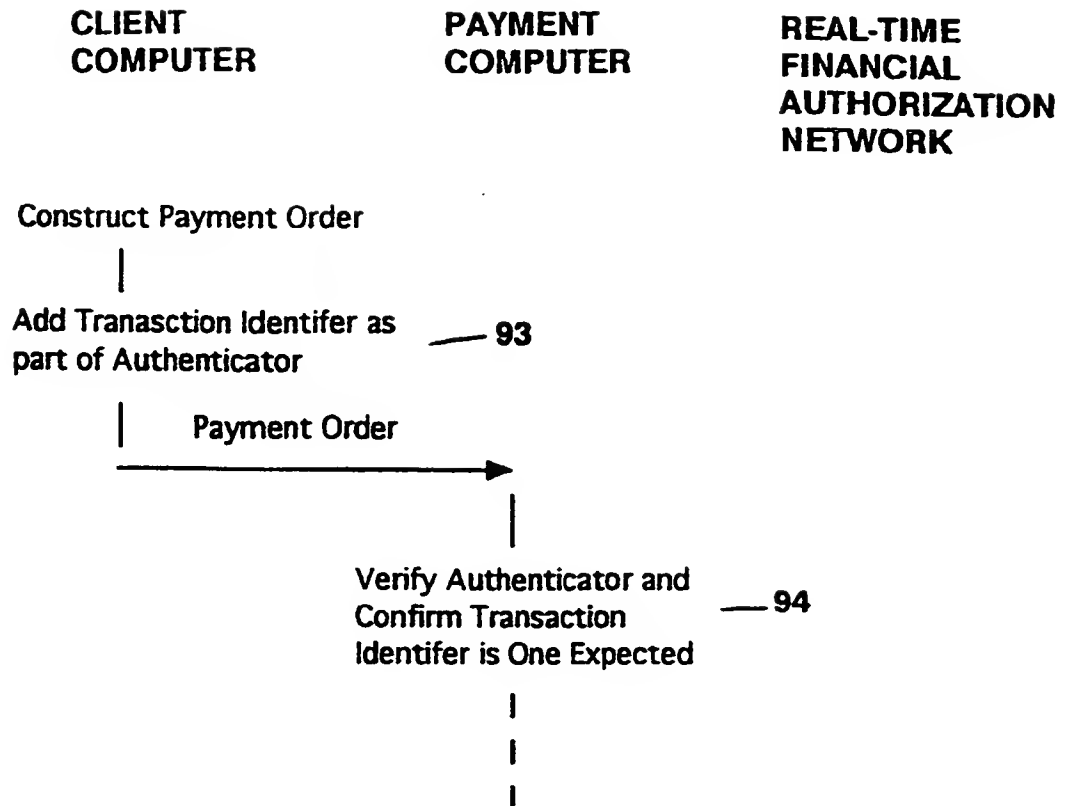 CLIENT
COMPUTER
PAYMENT
COMPUTER
REAL-TIME
FINANCIAL
AUTHORIZATION
NETWORK
Construct Payment Order
Add Tranasction Identifer as
part of Authenticator
93
Payment Order
Verify Authenticator and
Confirm Transaction
Identifer is One Expected
94